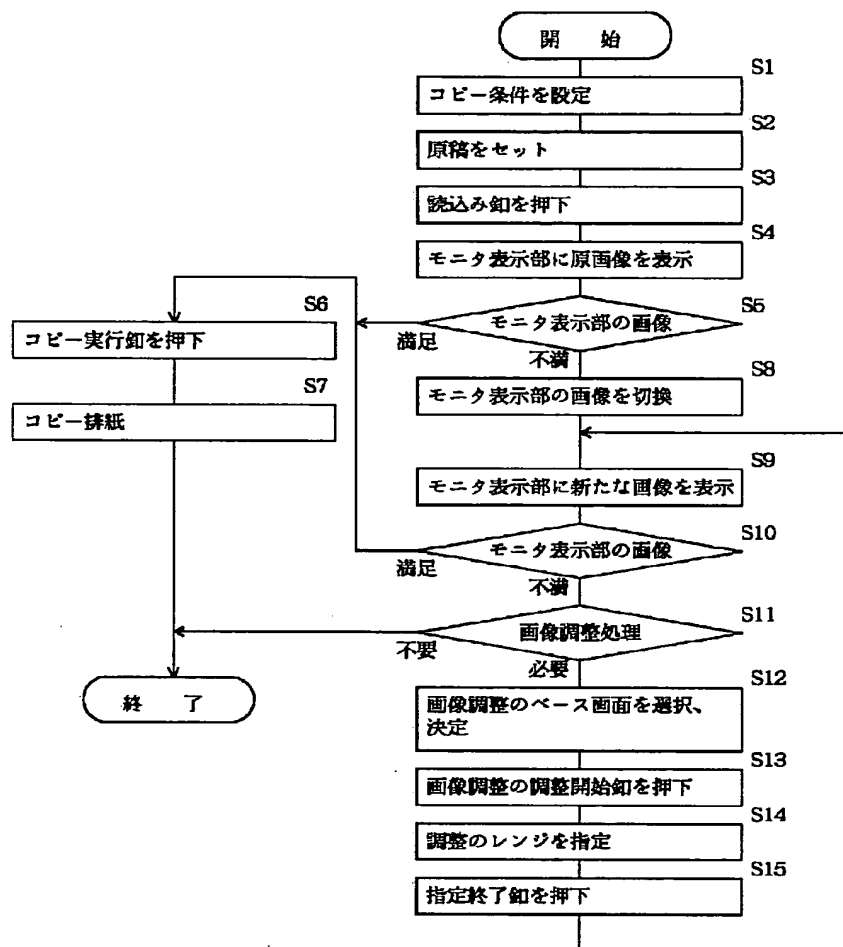 開 始
S1
コピー条件を設定
S2
原稿をセット
S3
読込み釦を押下
S4
モニタ表示部に原画像を表示
S5
モニタ表示部の画像
満足
不満
S6
コピー実行釦を押下
S7
コピー排紙
S8
モニタ表示部の画像を切換
S9
モニタ表示部に新たな画像を表示
S10
モニタ表示部の画像
満足
不満
S11
画像調整処理
不要
必要
終 了
S12
画像調整のベース画面を選択、
決定
S13
画像調整の調整開始釦を押下
S14
調整のレンジを指定
S15
指定終了釦を押下